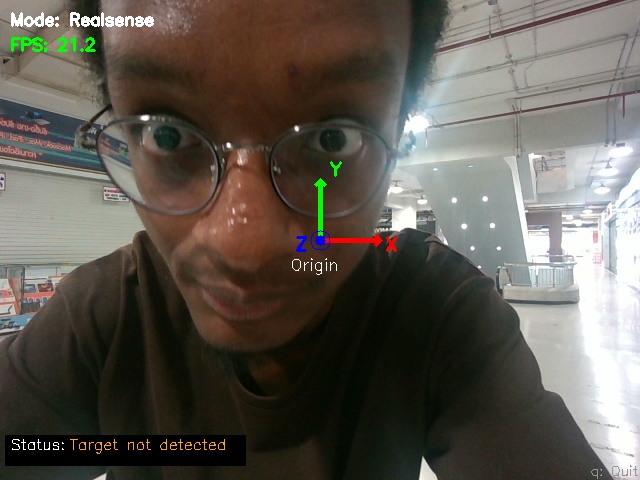 Mode: Realsense
FPS: 21.2
Y
Z
X
Origin
Status: Target not detected
q: Quit